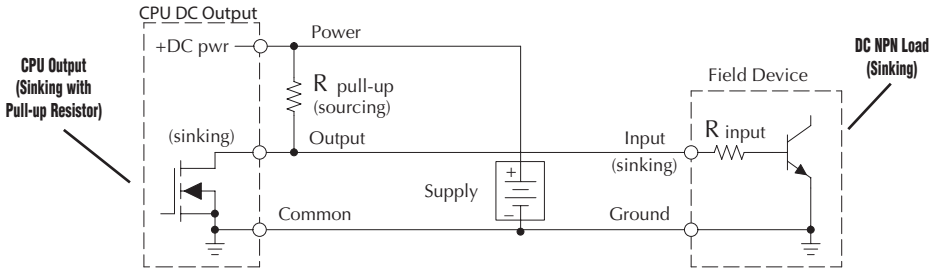 CPU DC Output
+DC pwr
Power
CPU Output
(Sinking with
Pull-up Resistor)
R pull-up
(sourcing)
DC NPN Load
(Sinking)
Field Device
(sinking)
Output
Input
(sinking)
R input
Supply
+
–
Common
Ground